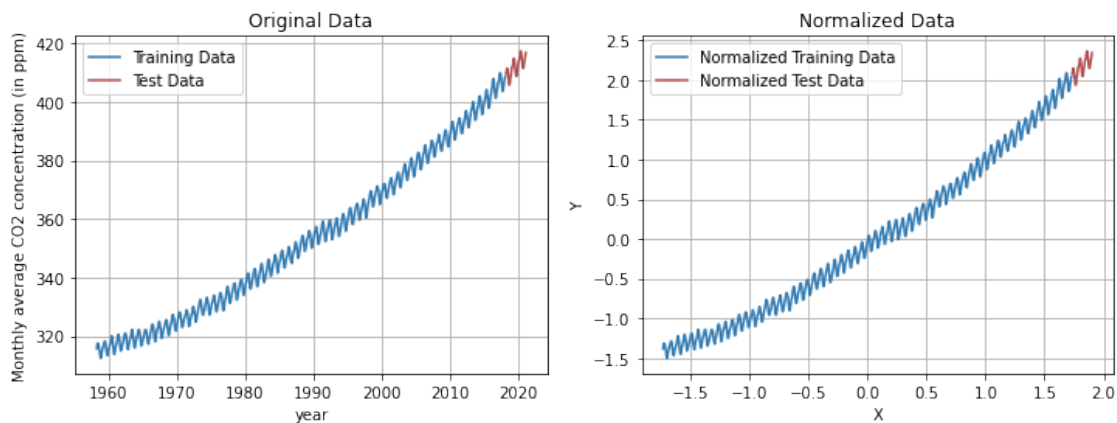 Original Data
Monthly average CO2 concentration (in ppm)
420
400
380
360
340
320
Training Data
Test Data
1960 1970 1980 1990 2000 2010 2020
year
Normalized Data
Y
2.5
2.0
1.5
1.0
0.5
0.0
−0.5
−1.0
−1.5
Normalized Training Data
Normalized Test Data
−1.5 −1.0 −0.5 0.0 0.5 1.0 1.5 2.0
X